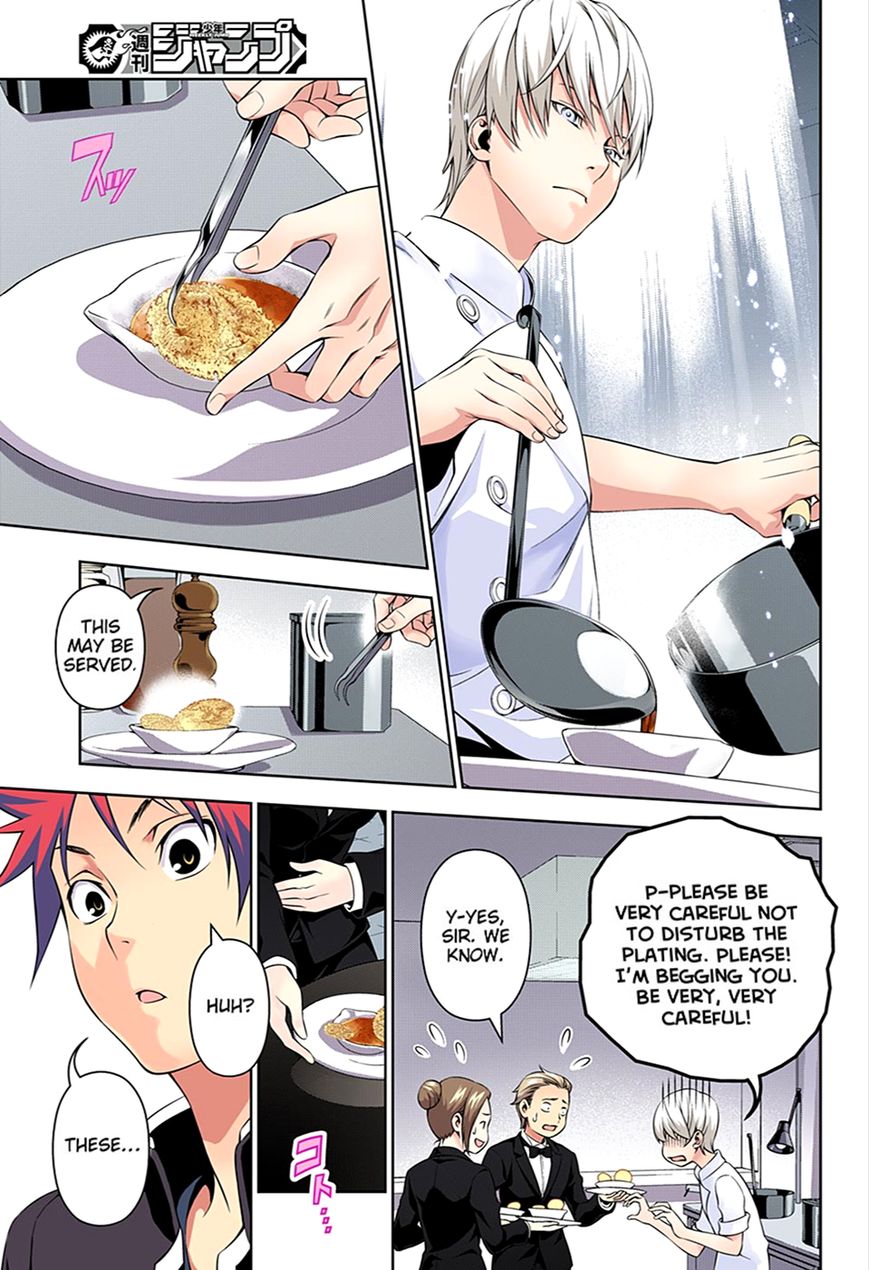 週刊
少年
ジャンプ
スッ
THIS
MAY BE
SERVED.
P-PLEASE BE
VERY CAREFUL NOT
TO DISTURB THE
PLATING. PLEASE!
I'M BEGGING YOU.
BE VERY, VERY
CAREFUL!
Y-YES,
SIR. WE
KNOW.
コト…
HUH?
THESE...